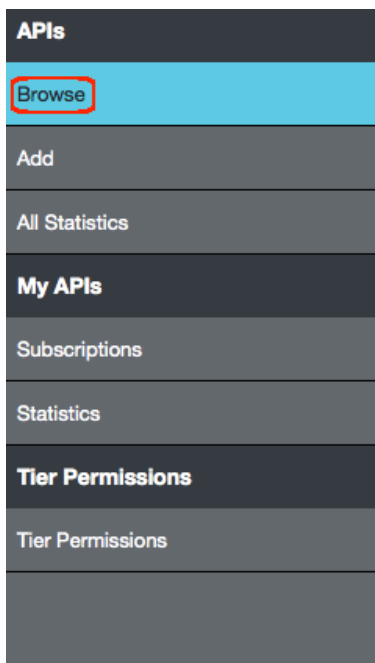 APIs
Browse
Add
All Statistics
My APIs
Subscriptions
Statistics
Tier Permissions
Tier Permissions